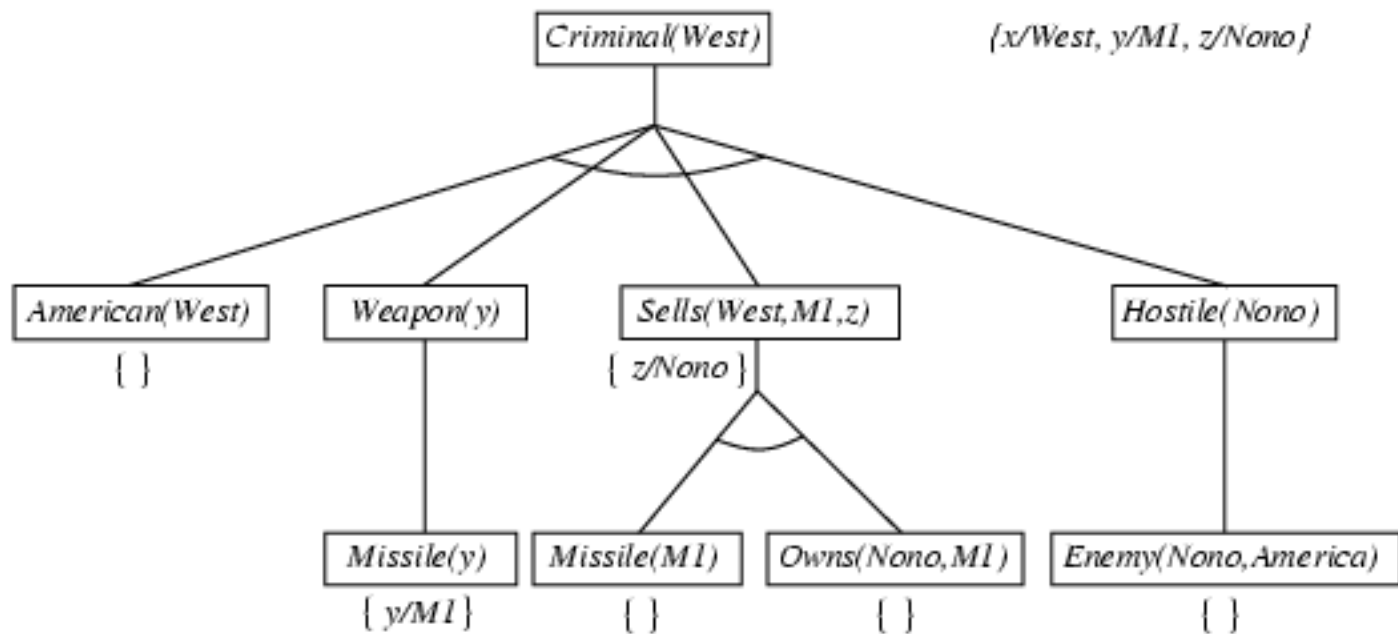 Criminal(West)
{x/West, y/M1, z/Nono}
American(West)
Weapon(y)
Sells(West,M1,z)
Hostile(Nono)
{ }
{ z/Nono }
Missile(y)
Missile(M1)
Owns(Nono,M1)
Enemy(Nono,America)
{ y/M1 }
{ }
{ }
{ }